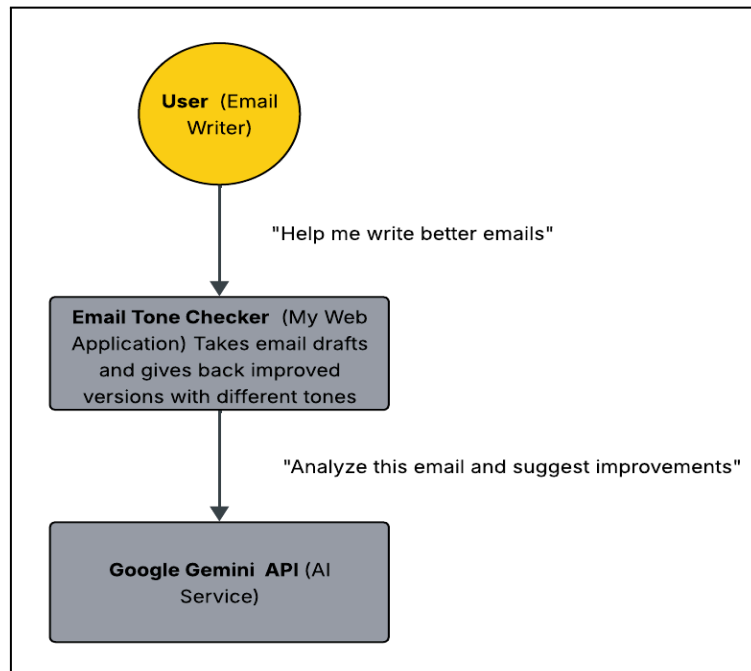 User (Email
Writer)
"Help me write better emails"
Email Tone Checker (My Web
Application) Takes email drafts
and gives back improved
versions with different tones
"Analyze this email and suggest improvements"
Google Gemini API (AI
Service)